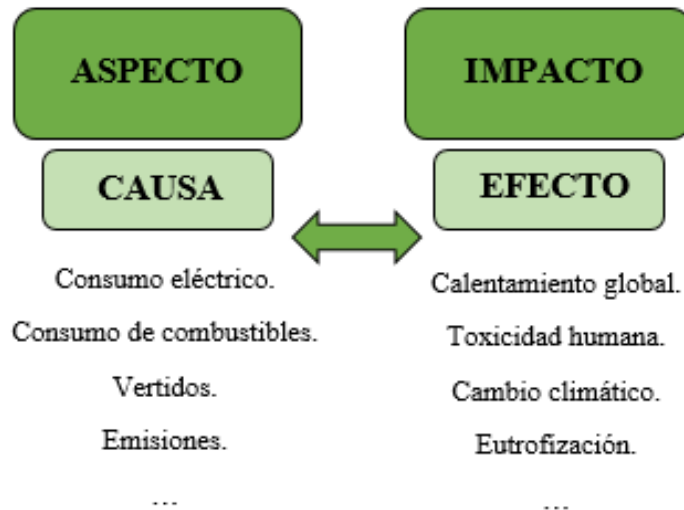 ASPECTO
CAUSA
Consumo eléctrico.
Consumo de combustibles.
Vertidos.
Emisiones.
...
IMPACTO
EFECTO
Calentamiento global.
Toxicidad humana.
Cambio climático.
Eutrofización.
...